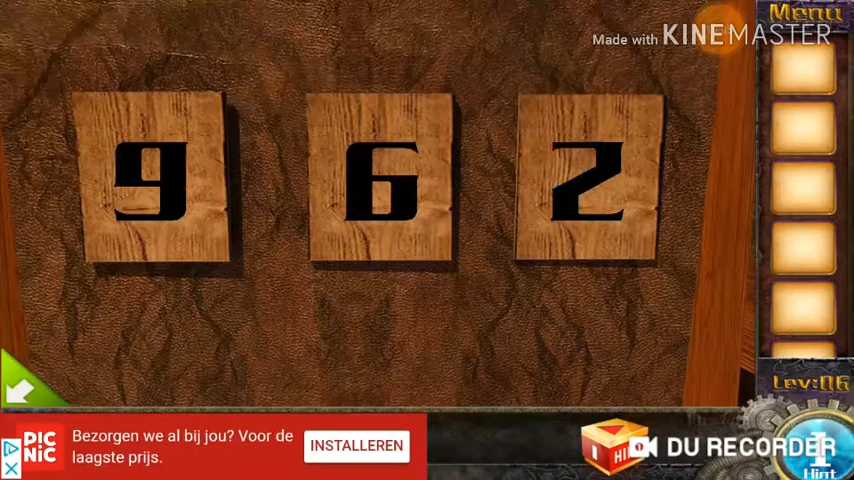 Menu
Made with KINEMASTER
9 6 2
Lev:06
PIC
NIC
Bezorgen we al bij jou? Voor de
laagste prijs.
INSTALLEREN
DU RECORDER
Hint